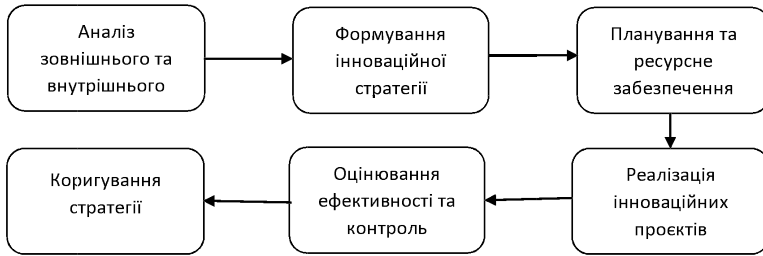 Аналіз
зовнішнього та
внутрішнього
Формування
інноваційної
стратегії
Планування та
ресурсне
забезпечення
Реалізація
інноваційних
проєктів
Оцінювання
ефективності та
контроль
Коригування
стратегії